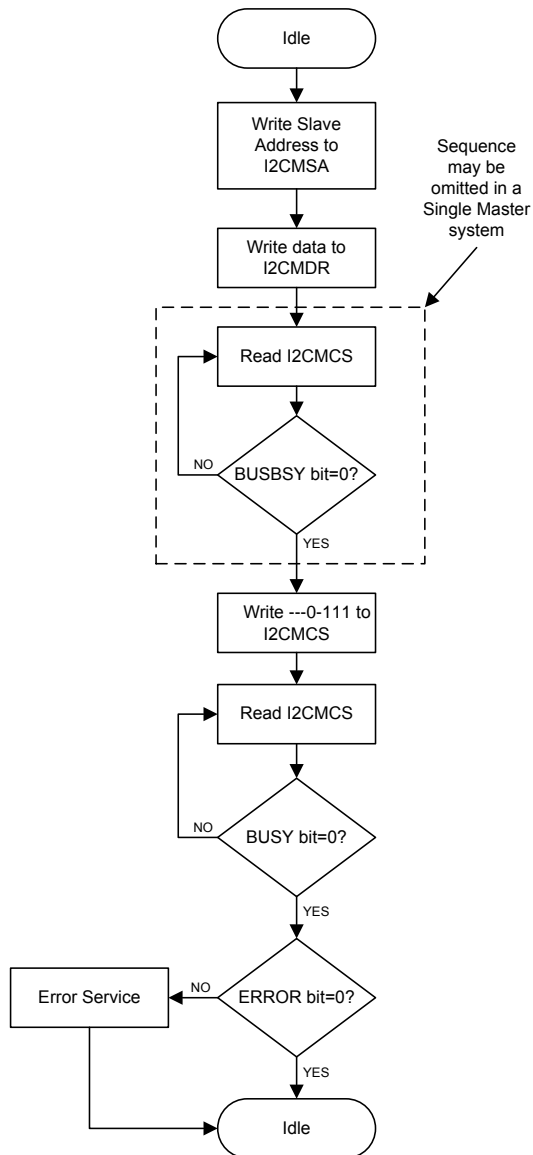 Idle
Write Slave
Address to
I2CMSA
Sequence
may be
omitted in a
Single Master
system
Write data to
I2CMDR
Read I2CMCS
NO
BUSBSY bit=0?
YES
Write ---0-111 to
I2CMCS
Read I2CMCS
NO
BUSY bit=0?
YES
Error Service
NO
ERROR bit=0?
YES
Idle